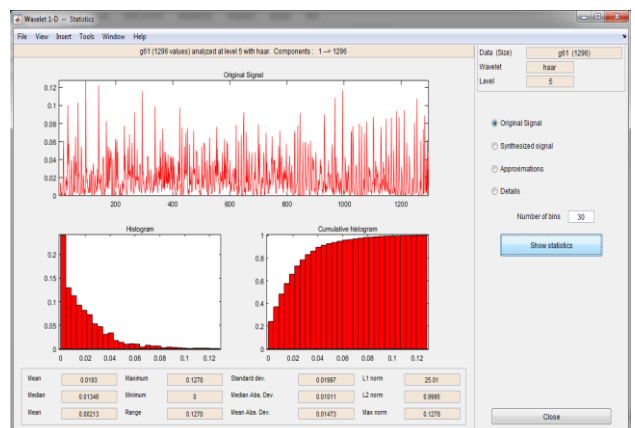 Wavelet 1-D -- Statistics
File View Insert Tools Window Help
g61 (1296 values) analyzed at level 5 with haar. Components : 1 --> 1296
Data (Size) g61 (1296)
Wavelet haar
Level 5
Original Signal
0.12
0.1
0.08
0.06
0.04
0.02
0
200 400 600 800 1000 1200
Original Signal
Synthesized signal
Approximations
Details
Number of bins 30
Show statistics
Histogram
0.2
0.15
0.1
0.05
0
0 0.02 0.04 0.06 0.08 0.1 0.12
Cumulative histogram
1
0.8
0.6
0.4
0.2
0
0 0.02 0.04 0.06 0.08 0.1 0.12
Mean 0.0193 Maximum 0.1278 Standard dev. 0.01997 L1 norm 25.01
Median 0.01346 Minimum 0 Median Abs. Dev. 0.01011 L2 norm 0.9995
Mean 0.00213 Range 0.1278 Mean Abs. Dev. 0.01473 Max norm 0.1278
Close